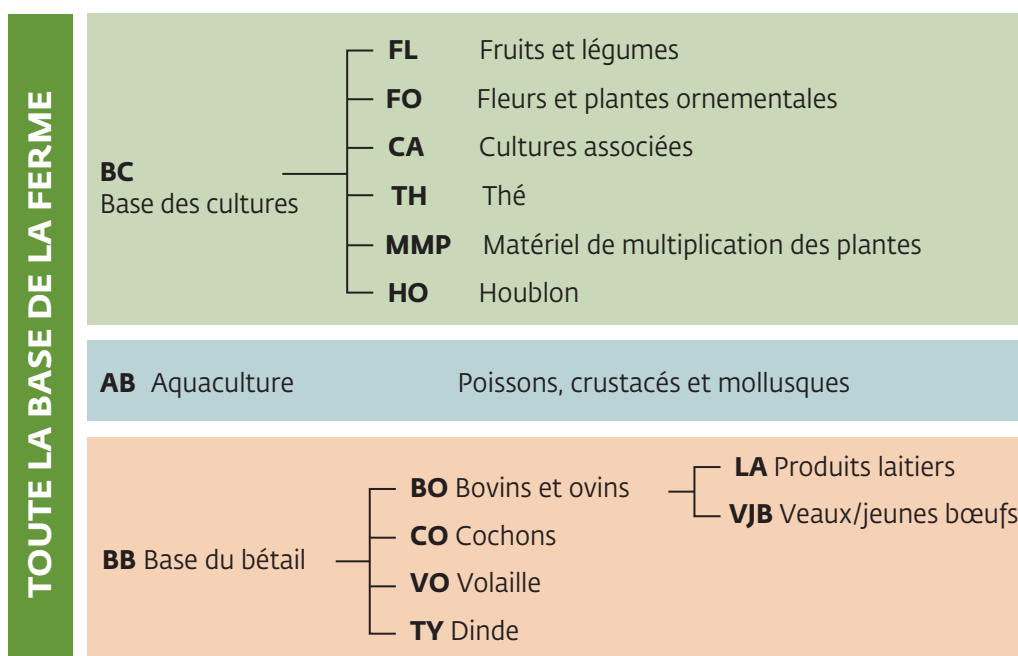 TOUTE LA BASE DE LA FERME
BC
Base des cultures
FL Fruits et légumes
FO Fleurs et plantes ornementales
CA Cultures associées
TH Thé
MMP Matériel de multiplication des plantes
HO Houblon
AB Aquaculture Poissons, crustacés et mollusques
BB Base du bétail
BO Bovins et ovins
LA Produits laitiers
VJB Veaux/jeunes bœufs
CO Cochons
VO Volaille
TY Dinde